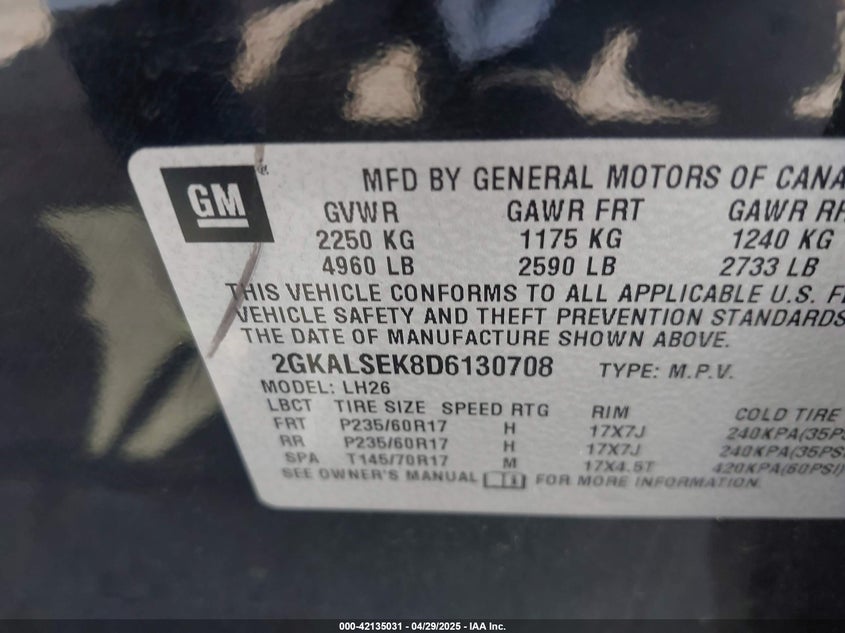 GM
MFD BY GENERAL MOTORS OF CANA
GVWR GAWR FRT GAWR RR
2250 KG 1175 KG 1240 KG
4960 LB 2590 LB 2733 LB
THIS VEHICLE CONFORMS TO ALL APPLICABLE U.S.
VEHICLE SAFETY AND THEFT PREVENTION STANDARDS
THE DATE OF MANUFACTURE SHOWN ABOVE.
2GKALSEK8D6130708 TYPE: M.P.V.
MODEL: LH26
LBCT TIRE SIZE SPEED RTG RIM COLD TIRE
FRT P235/60R17 H 17X7J 240KPA(35PS
RR P235/60R17 H 17X7J 240KPA(35PSI
SPA T145/70R17 M 17X4.5T 420KPA(60PSI)
SEE OWNER'S MANUAL FOR MORE INFORMATION.
000-42135031 - 04/29/2025 - IAA Inc.